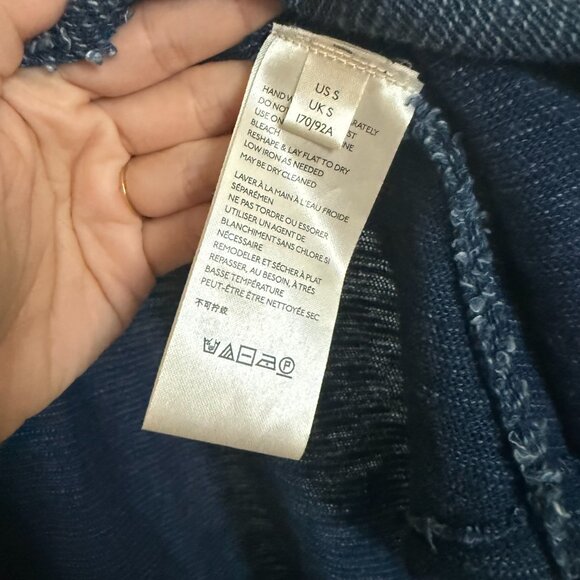 US S
UK S
170/92A
HAND
DO NO
USE ON
BLEACH
RESHAPE & LAY FLAT TO DRY
LOW IRON AS NEEDED
MAY BE DRY CLEANED
LAVER À LA MAIN À L'EAU FROIDE
SÉPARÉMEN
NE PAS TORDRE OU ESSORER
UTILISER UN AGENT DE
BLANCHIMENT SANS CHLORE SI
NÉCESSAIRE
REMODELER ET SÉCHER À PLAT
REPASSER, AU BESOIN, À TRÈS
BASSE TEMPÉRATURE
PEUT-ÊTRE ÊTRE NETTOYÉE SEC
不可拧绞
P